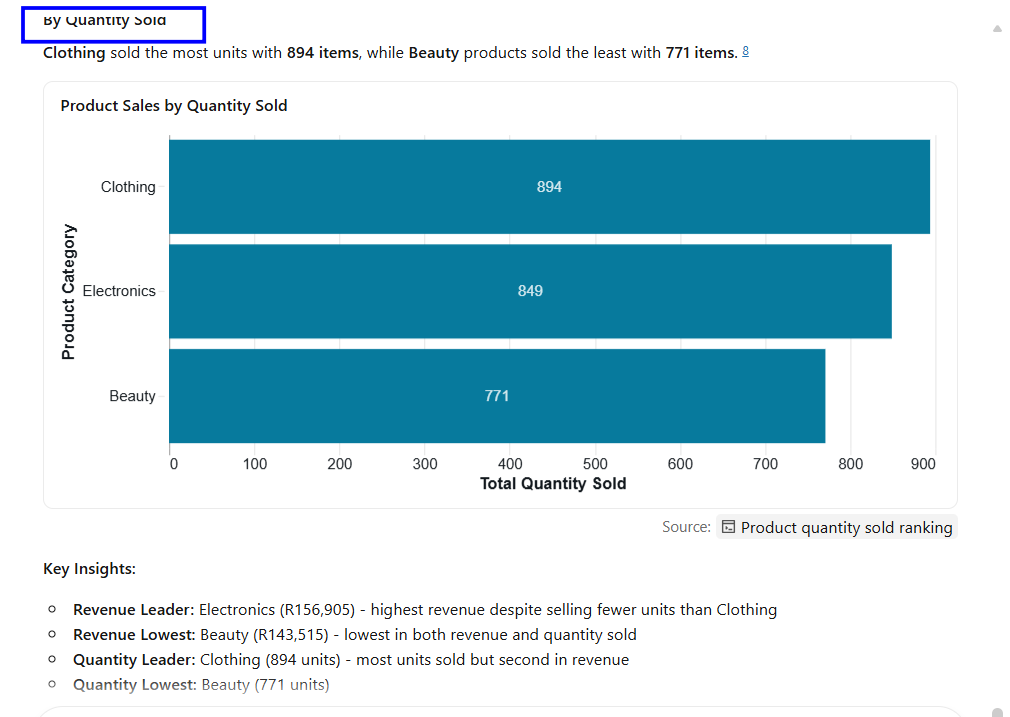 By Quantity Sold
Clothing sold the most units with 894 items, while Beauty products sold the least with 771 items. 8
Product Sales by Quantity Sold
Product Category
Clothing
894
Electronics
849
Beauty
771
0 100 200 300 400 500 600 700 800 900
Total Quantity Sold
Source: Product quantity sold ranking
Key Insights:
Revenue Leader: Electronics (R156,905) - highest revenue despite selling fewer units than Clothing
Revenue Lowest: Beauty (R143,515) - lowest in both revenue and quantity sold
Quantity Leader: Clothing (894 units) - most units sold but second in revenue
Quantity Lowest: Beauty (771 units)